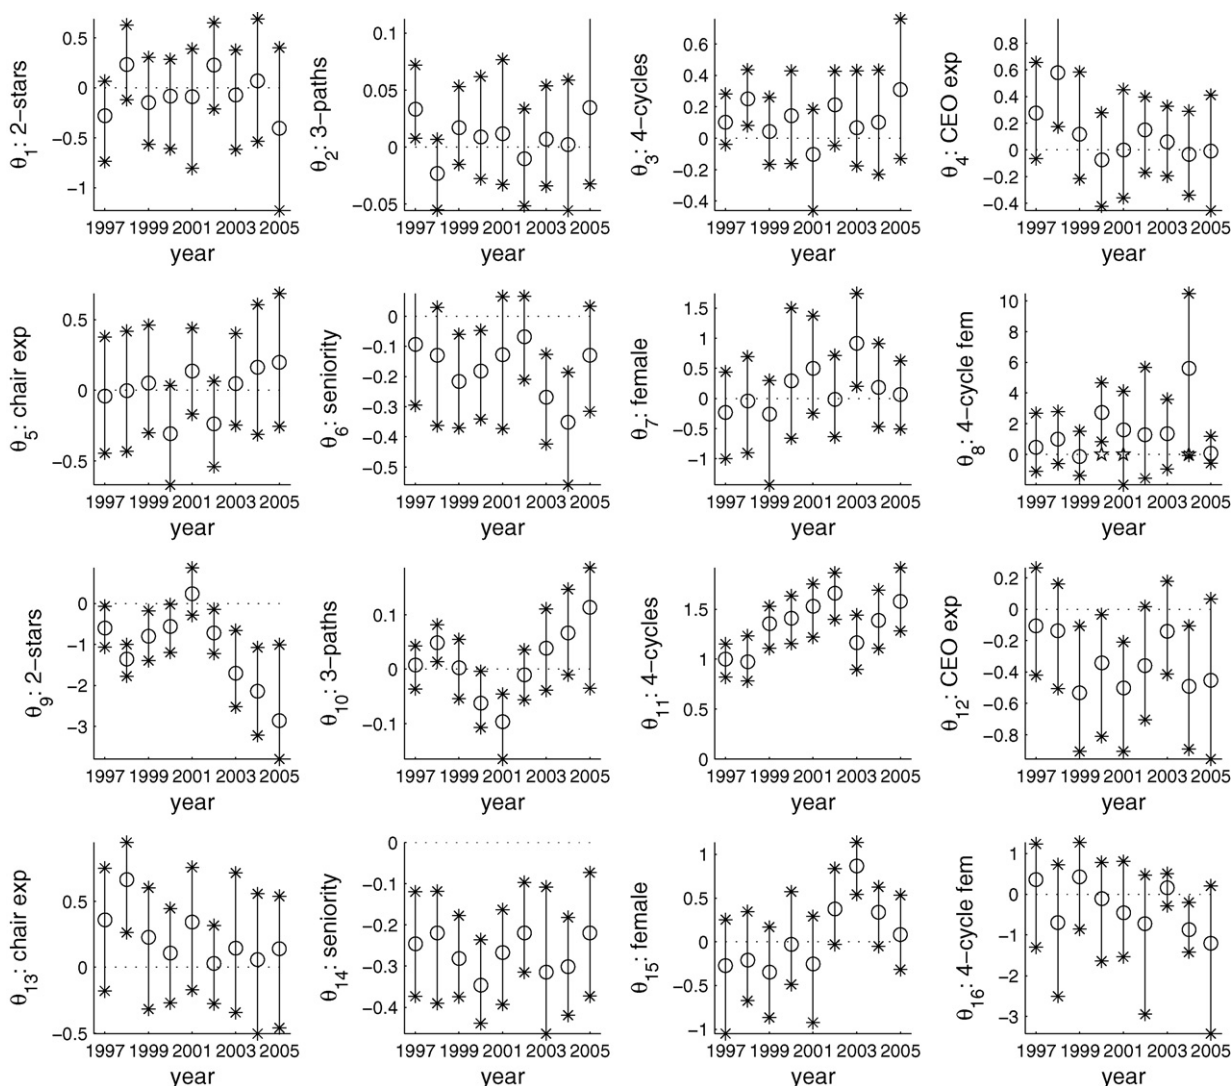 θ1: 2−stars
0.5
0
−0.5
−1
1997 1999 2001 2003 2005
year
θ2: 3−paths
0.1
0.05
0
−0.05
1997 1999 2001 2003 2005
year
θ3: 4−cycles
0.6
0.4
0.2
0
−0.2
−0.4
1997 1999 2001 2003 2005
year
θ4: CEO exp
0.8
0.6
0.4
0.2
0
−0.2
−0.4
1997 1999 2001 2003 2005
year
θ5: chair exp
0.5
0
−0.5
1997 1999 2001 2003 2005
year
θ6: seniority
0
−0.1
−0.2
−0.3
−0.4
−0.5
1997 1999 2001 2003 2005
year
θ7: female
1.5
1
0.5
0
−0.5
−1
1997 1999 2001 2003 2005
year
θ8: 4−cycle fem
10
8
6
4
2
0
1997 1999 2001 2003 2005
year
θ9: 2−stars
0
−1
−2
−3
1997 1999 2001 2003 2005
year
θ10: 3−paths
0.1
0
−0.1
1997 1999 2001 2003 2005
year
θ11: 4−cycles
1.5
1
0.5
0
1997 1999 2001 2003 2005
year
θ12: CEO exp
0.2
0
−0.2
−0.4
−0.6
−0.8
1997 1999 2001 2003 2005
year
θ13: chair exp
0.5
0
−0.5
1997 1999 2001 2003 2005
year
θ14: seniority
0
−0.1
−0.2
−0.3
−0.4
1997 1999 2001 2003 2005
year
θ15: female
1
0.5
0
−0.5
−1
1997 1999 2001 2003 2005
year
θ16: 4−cycle fem
1
0
−1
−2
−3
1997 1999 2001 2003 2005
year